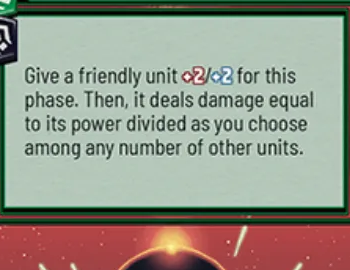 Give a friendly unit +2/+2 for this
phase. Then, it deals damage equal
to its power divided as you choose
among any number of other units.